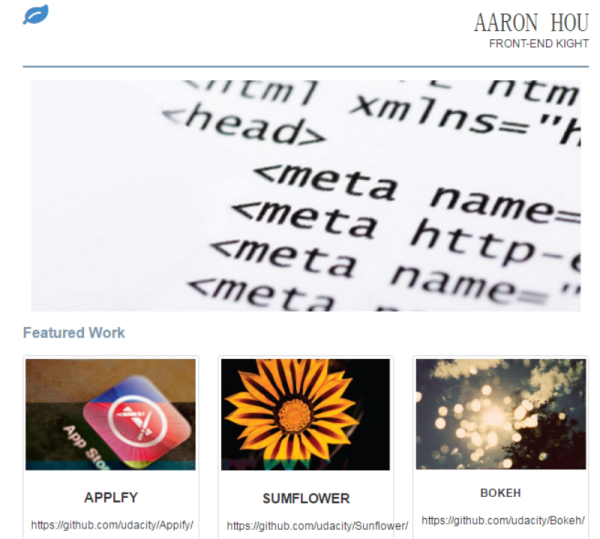 AARON HOU
FRONT-END KIGHT
<html xmlns="h
<head>
<meta name=
<meta http-e
<meta name="
<meta
Featured Work
App Sto
APPLFY
https://github.com/udacity/Appify/
SUMFLOWER
https://github.com/udacity/Sunflower/
BOKEH
https://github.com/udacity/Bokeh/